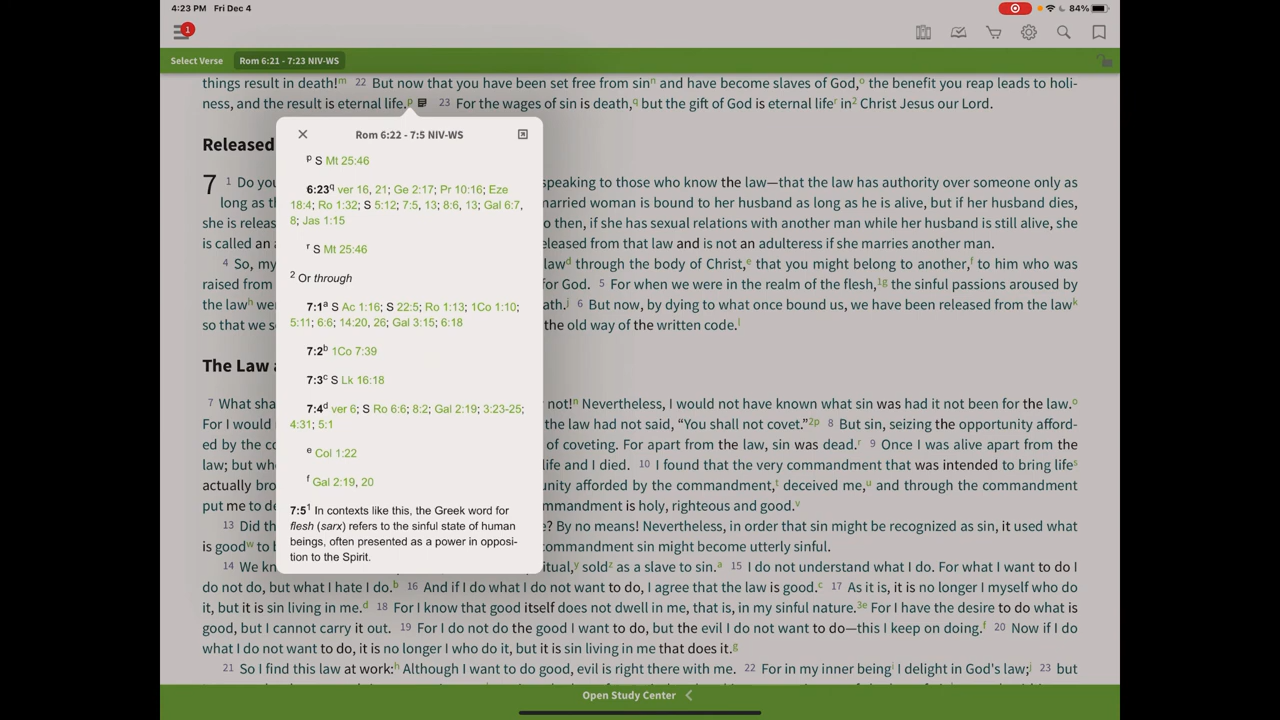 4:23 PM Fri Dec 4
84%
1
Select Verse Rom 6:21 - 7:23 NIV-WS
things result in death!m 22 But now that you have been set free from sinn and have become slaves of God,o the benefit you reap leads to holi-
ness, and the result is eternal life.p 23 For the wages of sin is death,q but the gift of God is eternal lifer in2 Christ Jesus our Lord.
Rom 6:22 - 7:5 NIV-WS
p S Mt 25:46
6:23q ver 16, 21; Ge 2:17; Pr 10:16; Eze
18:4; Ro 1:32; S 5:12; 7:5, 13; 8:6, 13; Gal 6:7,
8; Jas 1:15
r S Mt 25:46
2 Or through
7:1a S Ac 1:16; S 22:5; Ro 1:13; 1Co 1:10;
5:11; 6:6; 14:20, 26; Gal 3:15; 6:18
7:2b 1Co 7:39
7:3c S Lk 16:18
7:4d ver 6; S Ro 6:6; 8:2; Gal 2:19; 3:23-25;
4:31; 5:1
e Col 1:22
f Gal 2:19, 20
7:51 In contexts like this, the Greek word for
flesh (sarx) refers to the sinful state of human
beings, often presented as a power in opposi-
tion to the Spirit.
Released
7 1 Do you speaking to those who know the law—that the law has authority over someone only as
long as th married woman is bound to her husband as long as he is alive, but if her husband dies,
she is releas then, if she has sexual relations with another man while her husband is still alive, she
is called an a eleased from that law and is not an adulteress if she marries another man.
4 So, my lawd through the body of Christ,e that you might belong to another,f to him who was
raised from for God. 5 For when we were in the realm of the flesh,1g the sinful passions aroused by
the lawh wer ath.j 6 But now, by dying to what once bound us, we have been released from the lawk
so that we s the old way of the written code.l
The Law a
7 What sha not!n Nevertheless, I would not have known what sin was had it not been for the law.o
For I would the law had not said, “You shall not covet.”2p 8 But sin, seizing the opportunity afford-
ed by the co of coveting. For apart from the law, sin was dead.r 9 Once I was alive apart from the
law; but wh life and I died. 10 I found that the very commandment that was intended to bring lifes
actually bro unity afforded by the commandment,t deceived me,u and through the commandment
put me to de mmandment is holy, righteous and good.v
13 Did th e? By no means! Nevertheless, in order that sin might be recognized as sin, it used what
is goodw to b commandment sin might become utterly sinful.
14 We kn itual,y soldz as a slave to sin.a 15 I do not understand what I do. For what I want to do I
do not do, but what I hate I do.b 16 And if I do what I do not want to do, I agree that the law is good.c 17 As it is, it is no longer I myself who do
it, but it is sin living in me.d 18 For I know that good itself does not dwell in me, that is, in my sinful nature.3e For I have the desire to do what is
good, but I cannot carry it out. 19 For I do not do the good I want to do, but the evil I do not want to do—this I keep on doing.f 20 Now if I do
what I do not want to do, it is no longer I who do it, but it is sin living in me that does it.g
21 So I find this law at work:h Although I want to do good, evil is right there with me. 22 For in my inner beingi I delight in God's law;j 23 but
Open Study Center